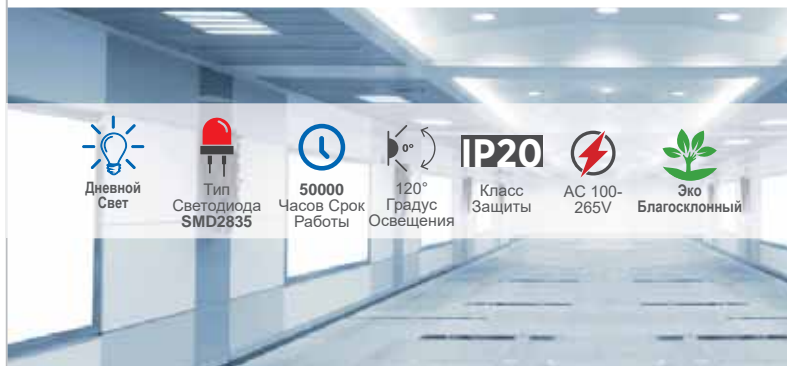 Дневной
Свет
Тип
Светодиода
SMD2835
50000
Часов Срок
Работы
0°
120°
Градус
Освещения
IP20
Класс
Защиты
AC 100-
265V
Эко
Благосклонный